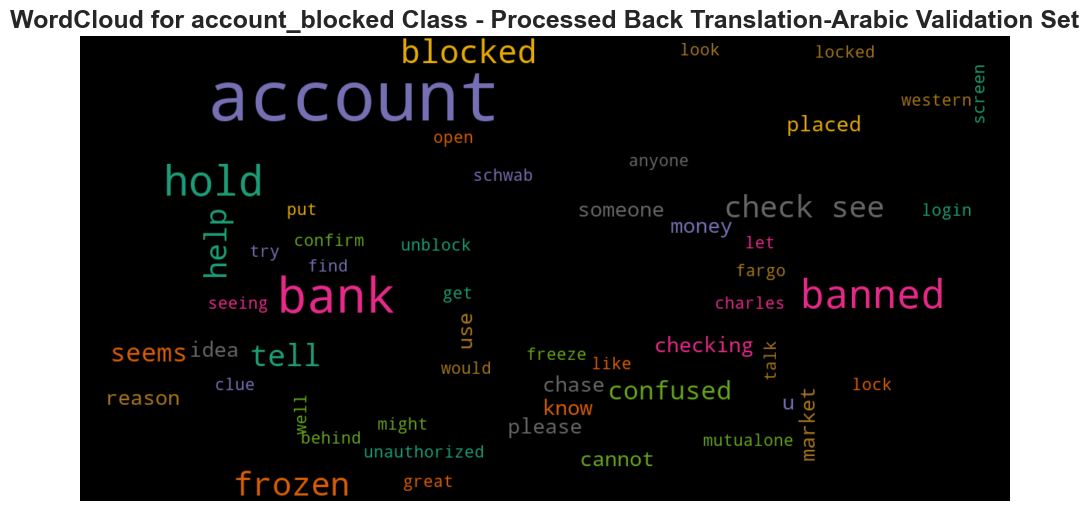 WordCloud for account_blocked Class - Processed Back Translation-Arabic Validation Set
blocked
look
locked
account
western
screen
placed
open
anyone
schwab
hold
check see
someone
put
login
help
money
confirm
unblock
let
try
find
fargo
bank
get
banned
seeing
charles
use
checking
seems
idea
tell
freeze
talk
like
would
clue
chase
confused
lock
reason
know
u
market
well
might
please
behind
mutualone
unauthorized
cannot
frozen
great